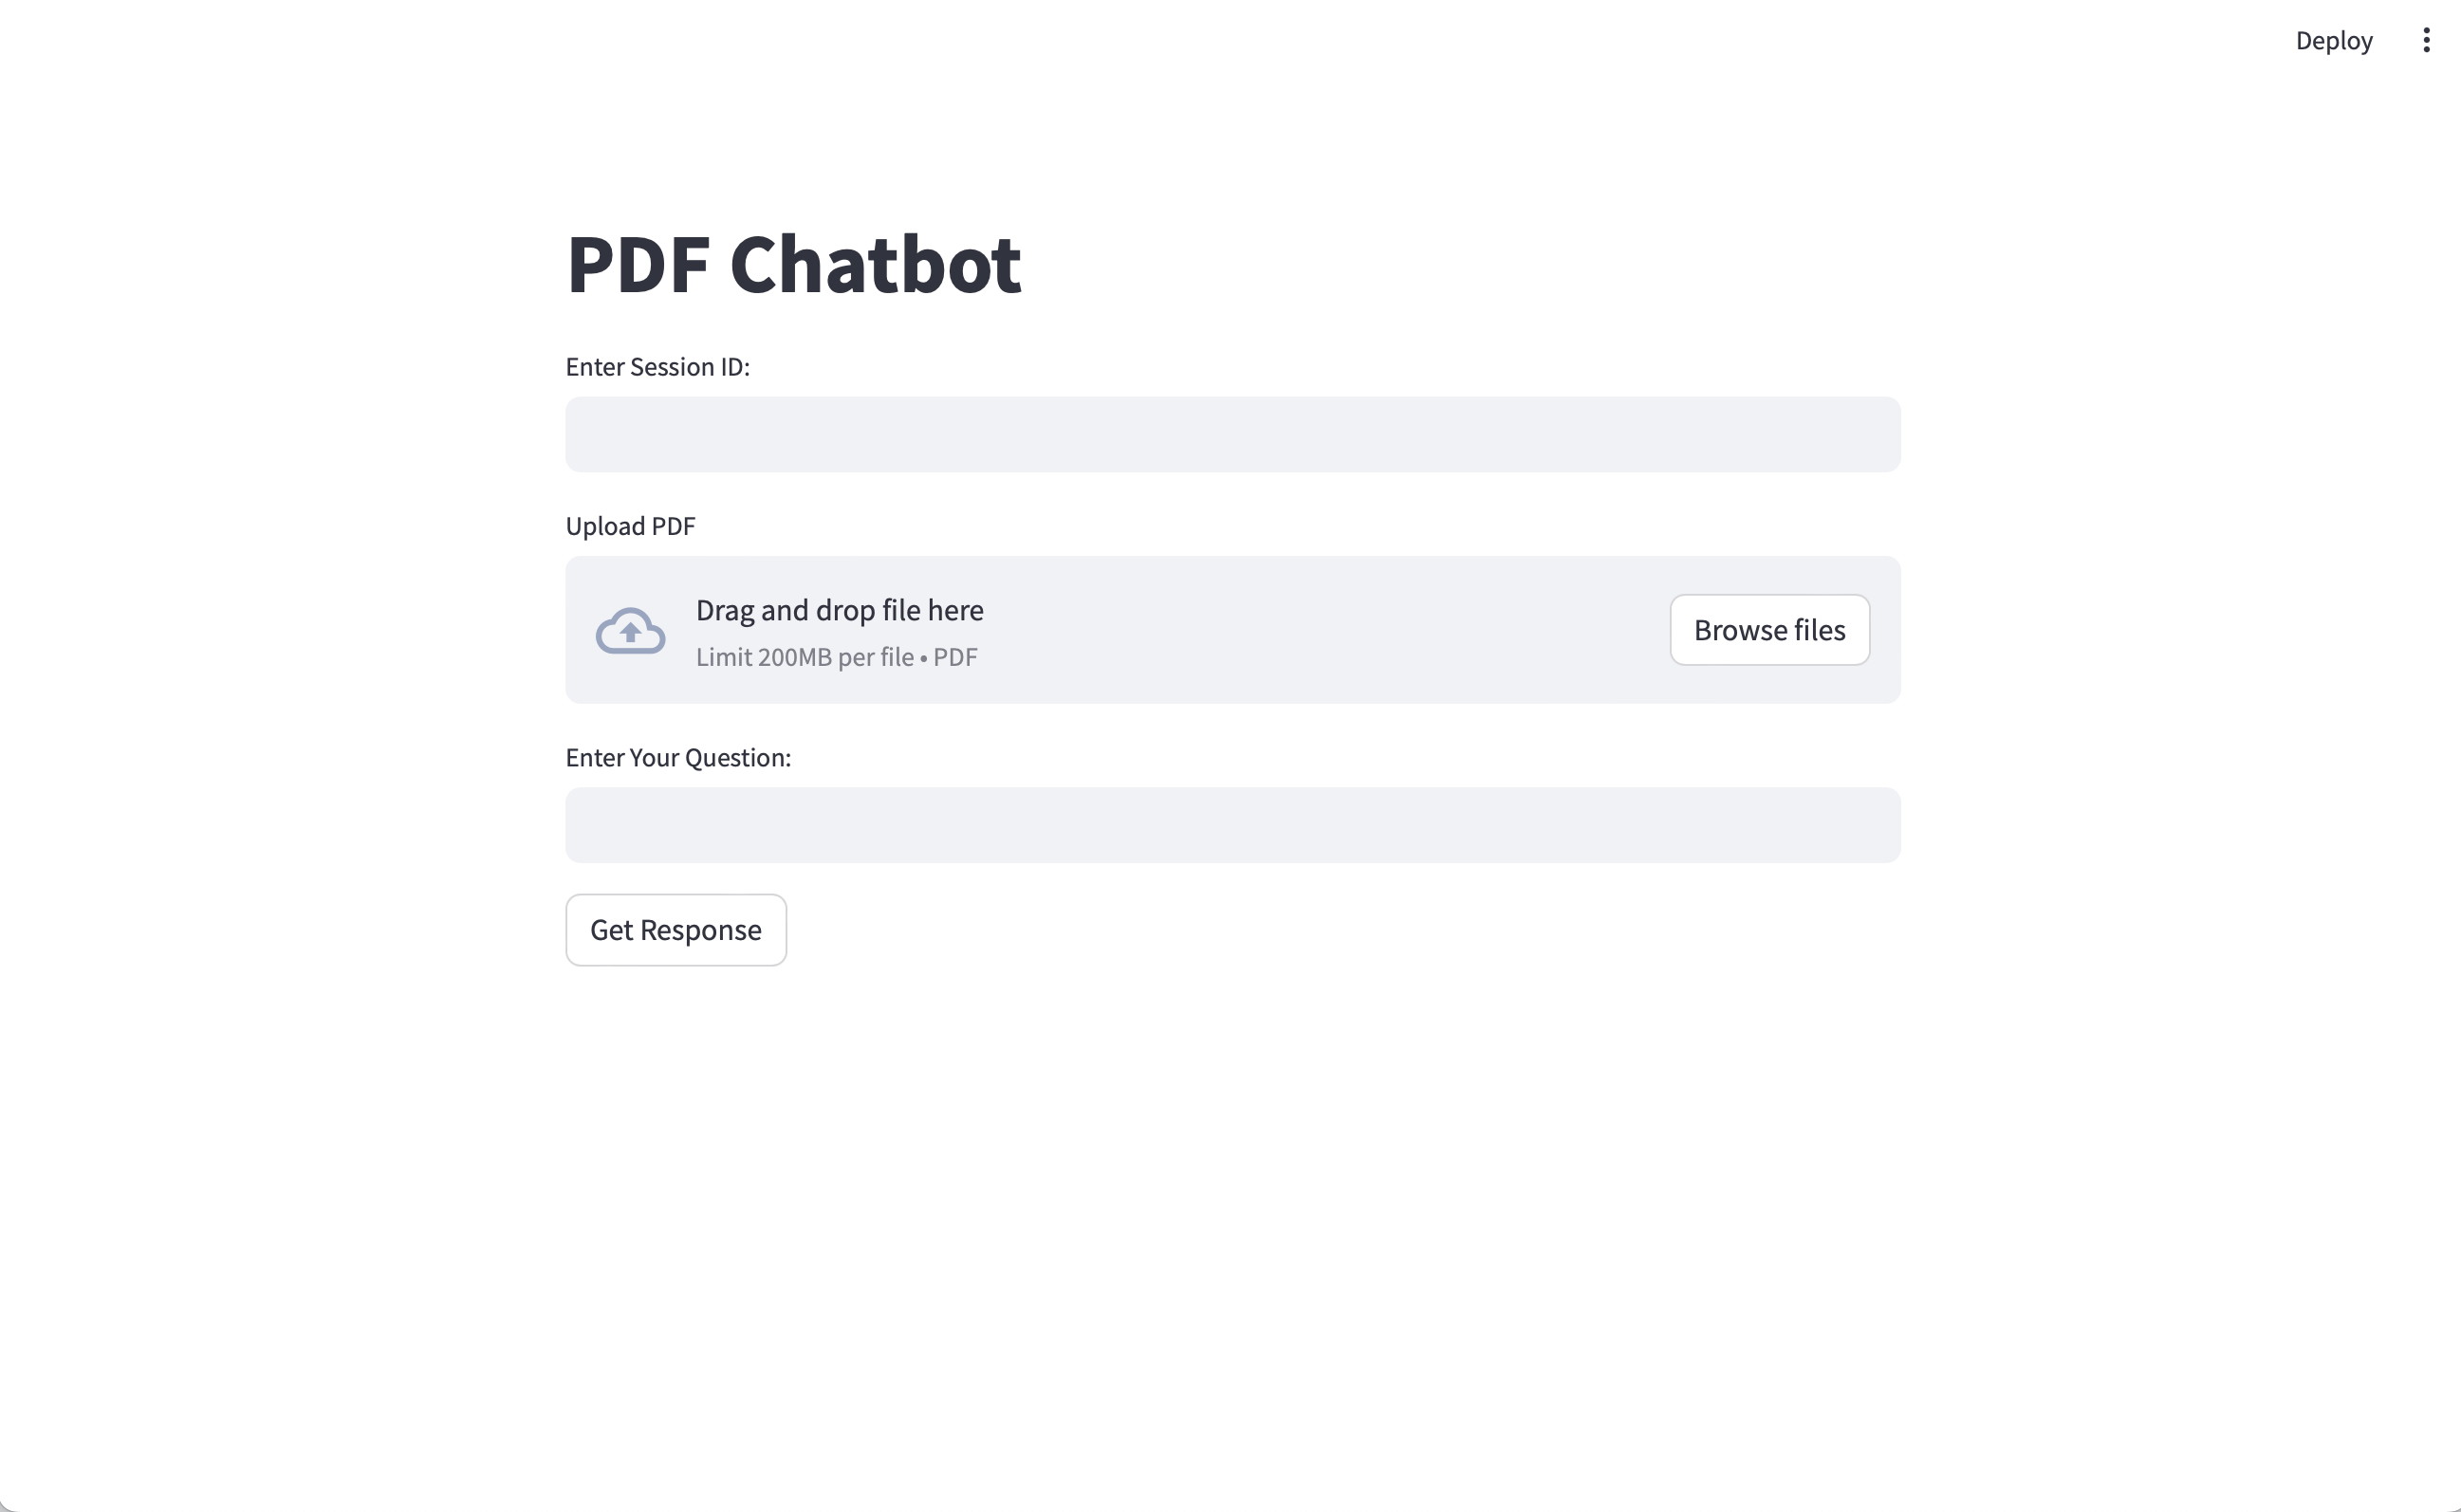 Deploy
PDF Chatbot
Enter Session ID:
Upload PDF
Drag and drop file here
Limit 200MB per file • PDF
Browse files
Enter Your Question:
Get Response